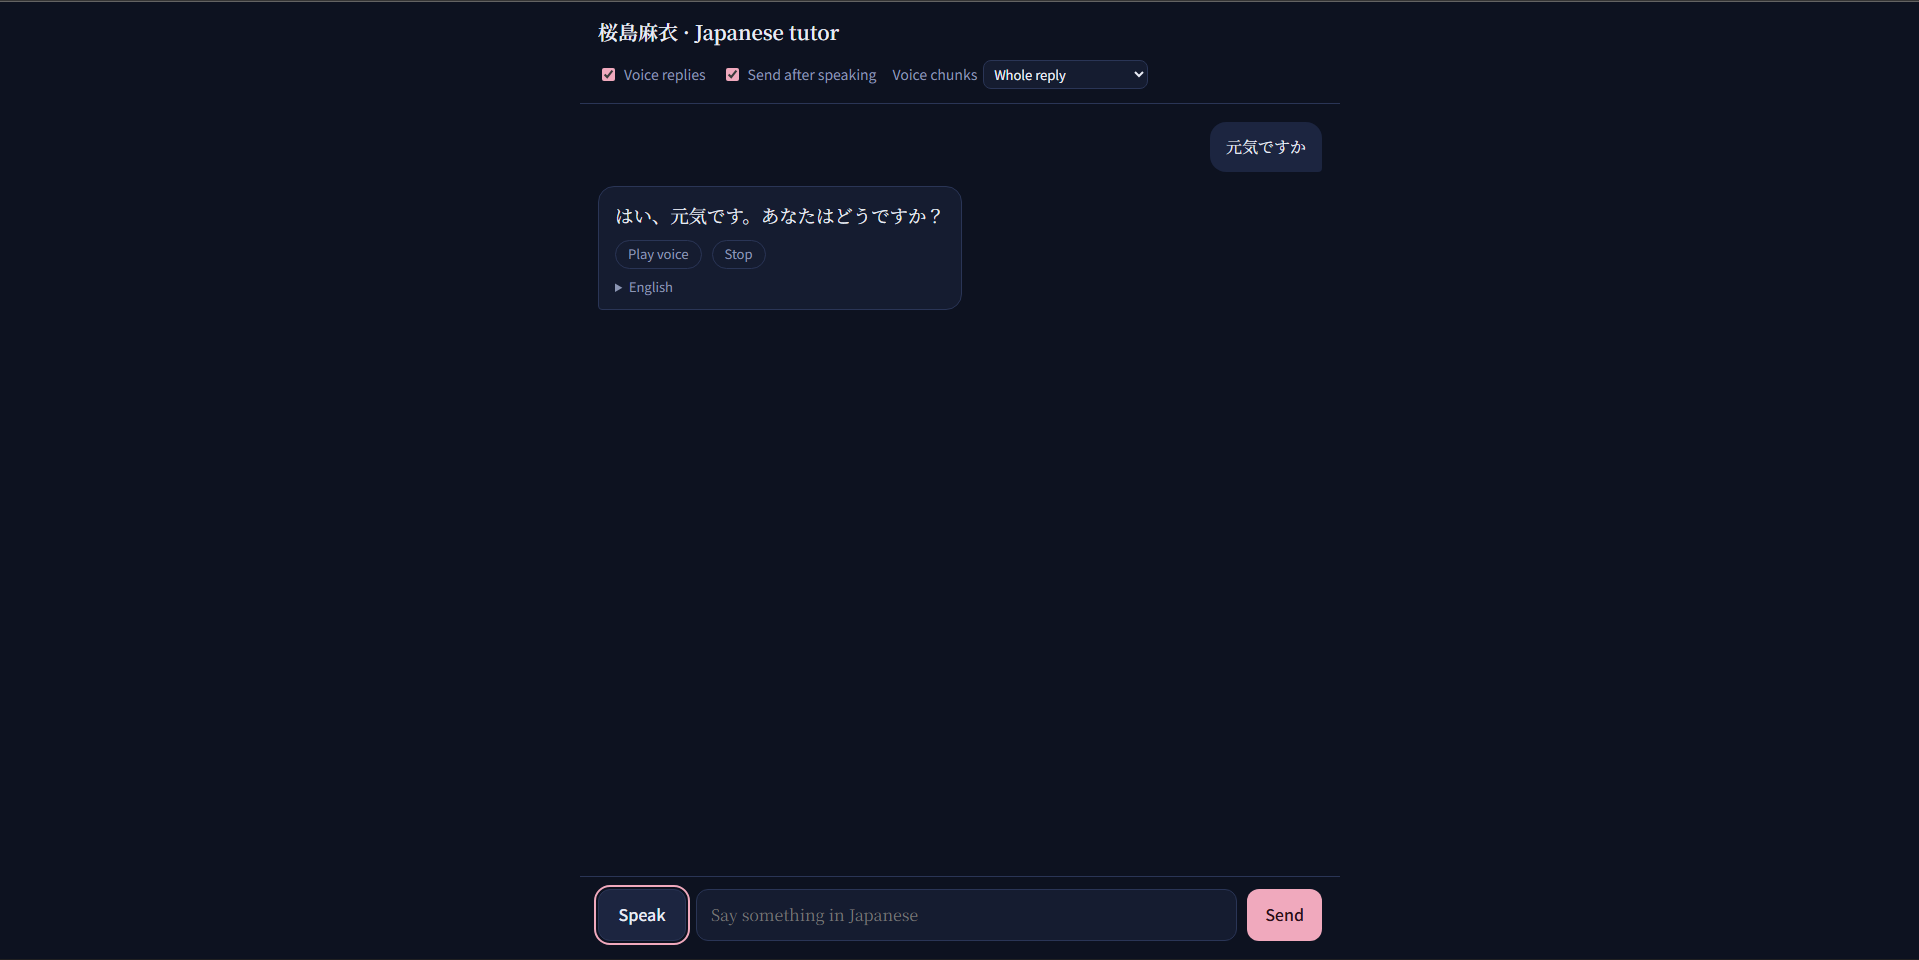 桜島麻衣 · Japanese tutor
Voice replies Send after speaking Voice chunks Whole reply
元気ですか
はい、元気です。あなたはどうですか？
Play voice Stop
English
Speak Say something in Japanese Send